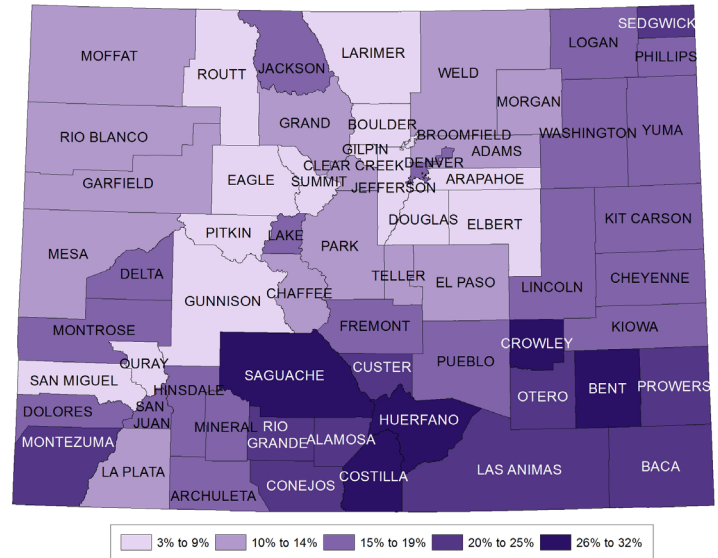 SEDGWICK
MOFFAT
LARIMER
LOGAN
ROUTT
JACKSON
PHILLIPS
WELD
MORGAN
GRAND
BOULDER
RIO BLANCO
BROOMFIELD
WASHINGTON
YUMA
GILPIN
ADAMS
CLEAR CREEK
DENVER
GARFIELD
EAGLE
SUMMIT
ARAPAHOE
JEFFERSON
DOUGLAS
ELBERT
KIT CARSON
PITKIN
LAKE
PARK
MESA
DELTA
TELLER
EL PASO
CHEYENNE
LINCOLN
GUNNISON
CHAFFEE
FREMONT
KIOWA
MONTROSE
CROWLEY
OURAY
PUEBLO
CUSTER
SAGUACHE
SAN MIGUEL
HINSDALE
OTERO
BENT
PROWERS
DOLORES
SAN
JUAN
HUERFANO
MINERAL
RIO
GRANDE
ALAMOSA
MONTEZUMA
LA PLATA
COSTILLA
LAS ANIMAS
BACA
CONEJOS
ARCHULETA
3% to 9%
10% to 14%
15% to 19%
20% to 25%
26% to 32%